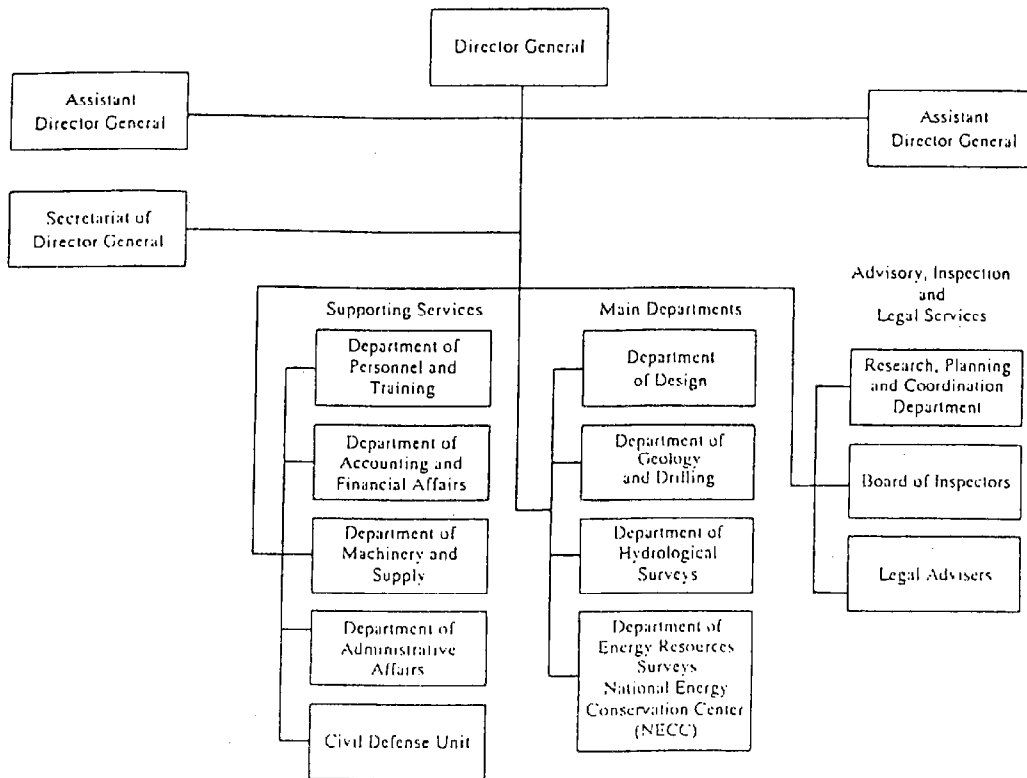 Director General
Assistant
Director General
Assistant
Director General
Secretariat of
Director General
Supporting Services
Department of
Personnel and
Training
Department of
Accounting and
Financial Affairs
Department of
Machinery and
Supply
Department of
Administrative
Affairs
Civil Defense Unit
Main Departments
Department
of Design
Department of
Geology
and Drilling
Department of
Hydrological
Surveys
Department of
Energy Resources
Surveys
National Energy
Conservation Center
(NECC)
Advisory, Inspection
and
Legal Services
Research, Planning
and Coordination
Department
Board of Inspectors
Legal Advisers